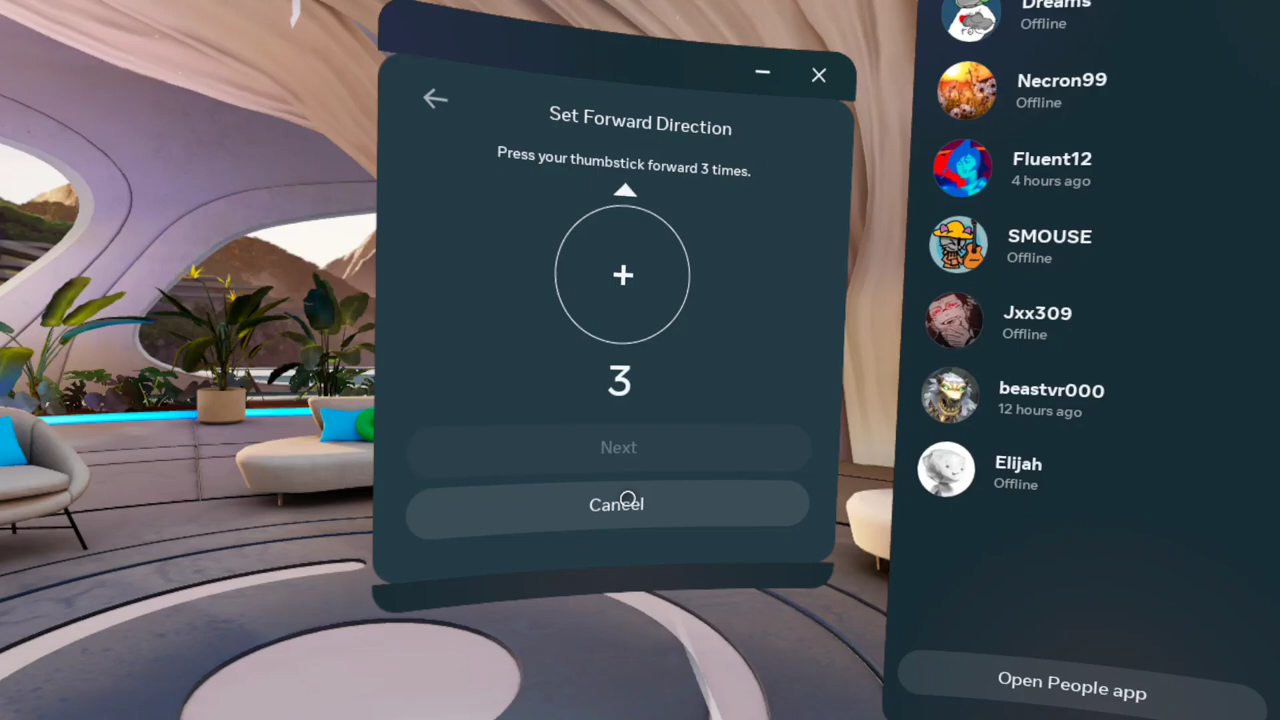 Set Forward Direction
Press your thumbstick forward 3 times.
3
Next
Cancel
Dreams
Offline
Necron99
Offline
Fluent12
4 hours ago
SMOUSE
Offline
Jxx309
Offline
beastvr000
12 hours ago
Elijah
Offline
Open People app